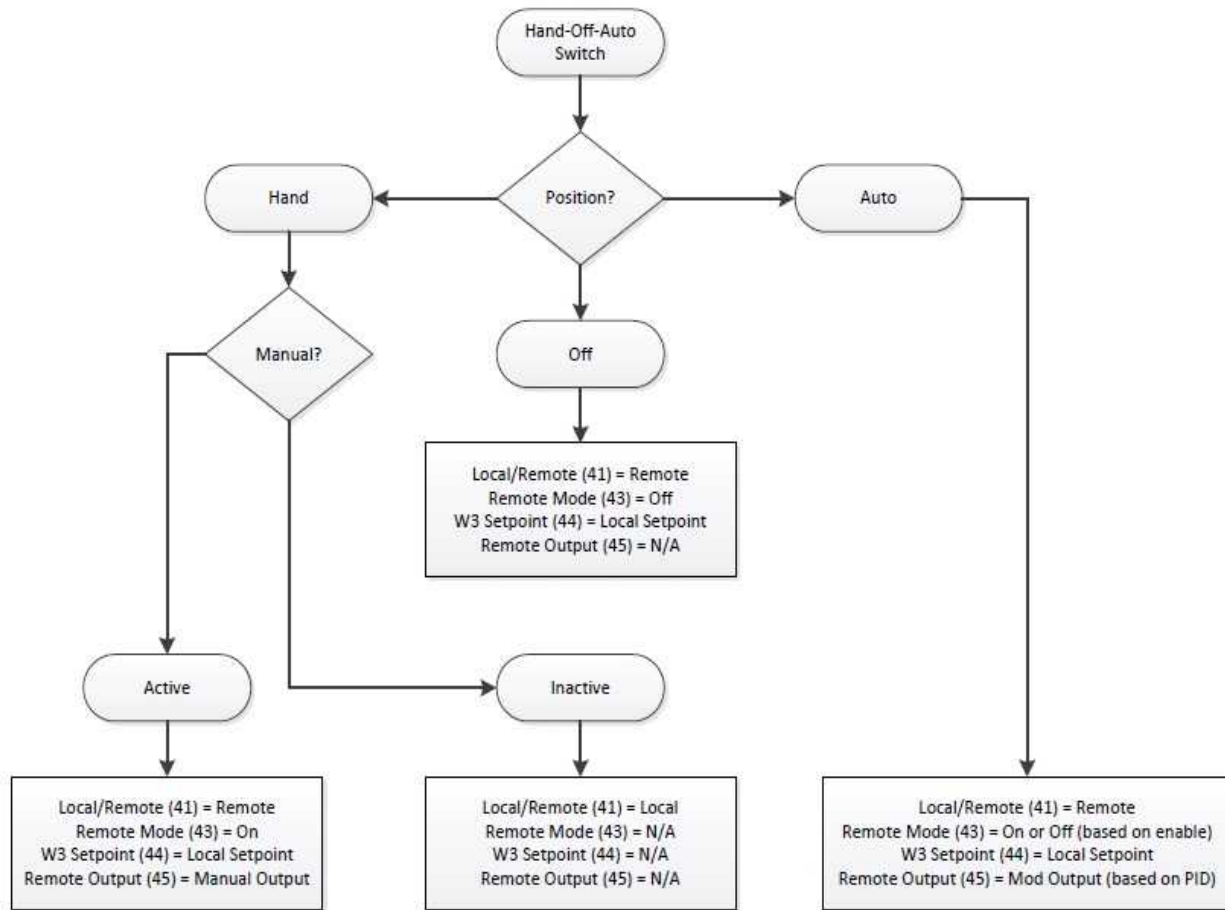 Hand-Off-Auto
Switch
Hand
Position?
Auto
Manual?
Off
Local/Remote (41) = Remote
Remote Mode (43) = Off
W3 Setpoint (44) = Local Setpoint
Remote Output (45) = N/A
Active
Inactive
Local/Remote (41) = Remote
Remote Mode (43) = On
W3 Setpoint (44) = Local Setpoint
Remote Output (45) = Manual Output
Local/Remote (41) = Local
Remote Mode (43) = N/A
W3 Setpoint (44) = N/A
Remote Output (45) = N/A
Local/Remote (41) = Remote
Remote Mode (43) = On or Off (based on enable)
W3 Setpoint (44) = Local Setpoint
Remote Output (45) = Mod Output (based on PID)